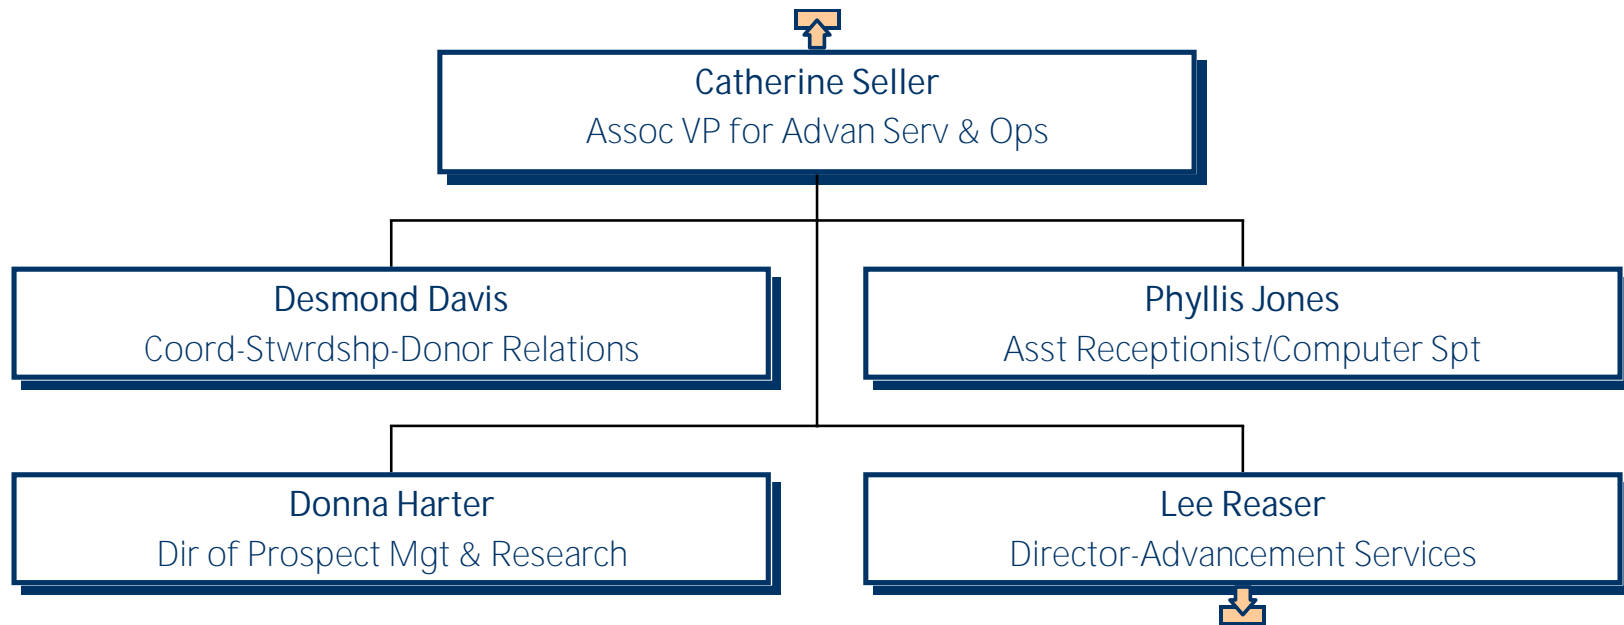 Catherine Seller
Assoc VP for Advan Serv & Ops
Desmond Davis
Coord-Stwrdshp-Donor Relations
Phyllis Jones
Asst Receptionist/Computer Spt
Donna Harter
Dir of Prospect Mgt & Research
Lee Reaser
Director-Advancement Services